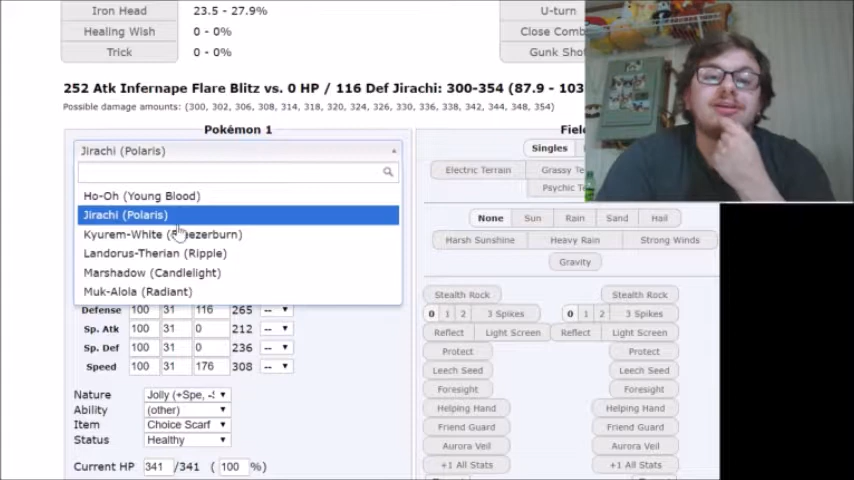 Iron Head 23.5 - 27.9% U-turn
Healing Wish 0 - 0% Close Comb
Trick 0 - 0% Gunk Sho
252 Atk Infernape Flare Blitz vs. 0 HP / 116 Def Jirachi: 300-354 (87.9 - 103
Possible damage amounts: (300, 302, 306, 308, 314, 318, 320, 324, 326, 330, 336, 338, 342, 344, 348, 354)
Pokémon 1
Jirachi (Polaris)
Ho-Oh (Young Blood)
Jirachi (Polaris)
Kyurem-White
Landorus-Therian (Ripple)
Marshadow (Candlelight)
Muk-Alola (Radiant)
Defense 100 31 116 265 --
Sp. Atk 100 31 0 212 --
Sp. Def 100 31 0 236 --
Speed 100 31 176 308 --
Nature Jolly (+Spe,
Ability (other)
Item Choice Scarf
Status Healthy
Current HP 341 /341 ( 100 %)
Fiel
Singles
Electric Terrain Grassy Te
Psychic Te
None Sun Rain Sand Hail
Harsh Sunshine Heavy Rain Strong Winds
Gravity
Stealth Rock Stealth Rock
0 1 2 3 Spikes 0 1 2 3 Spikes
Reflect Light Screen Reflect Light Screen
Protect Protect
Leech Seed Leech Seed
Foresight Foresight
Helping Hand Helping Hand
Friend Guard Friend Guard
Aurora Veil Aurora Veil
+1 All Stats +1 All Stats